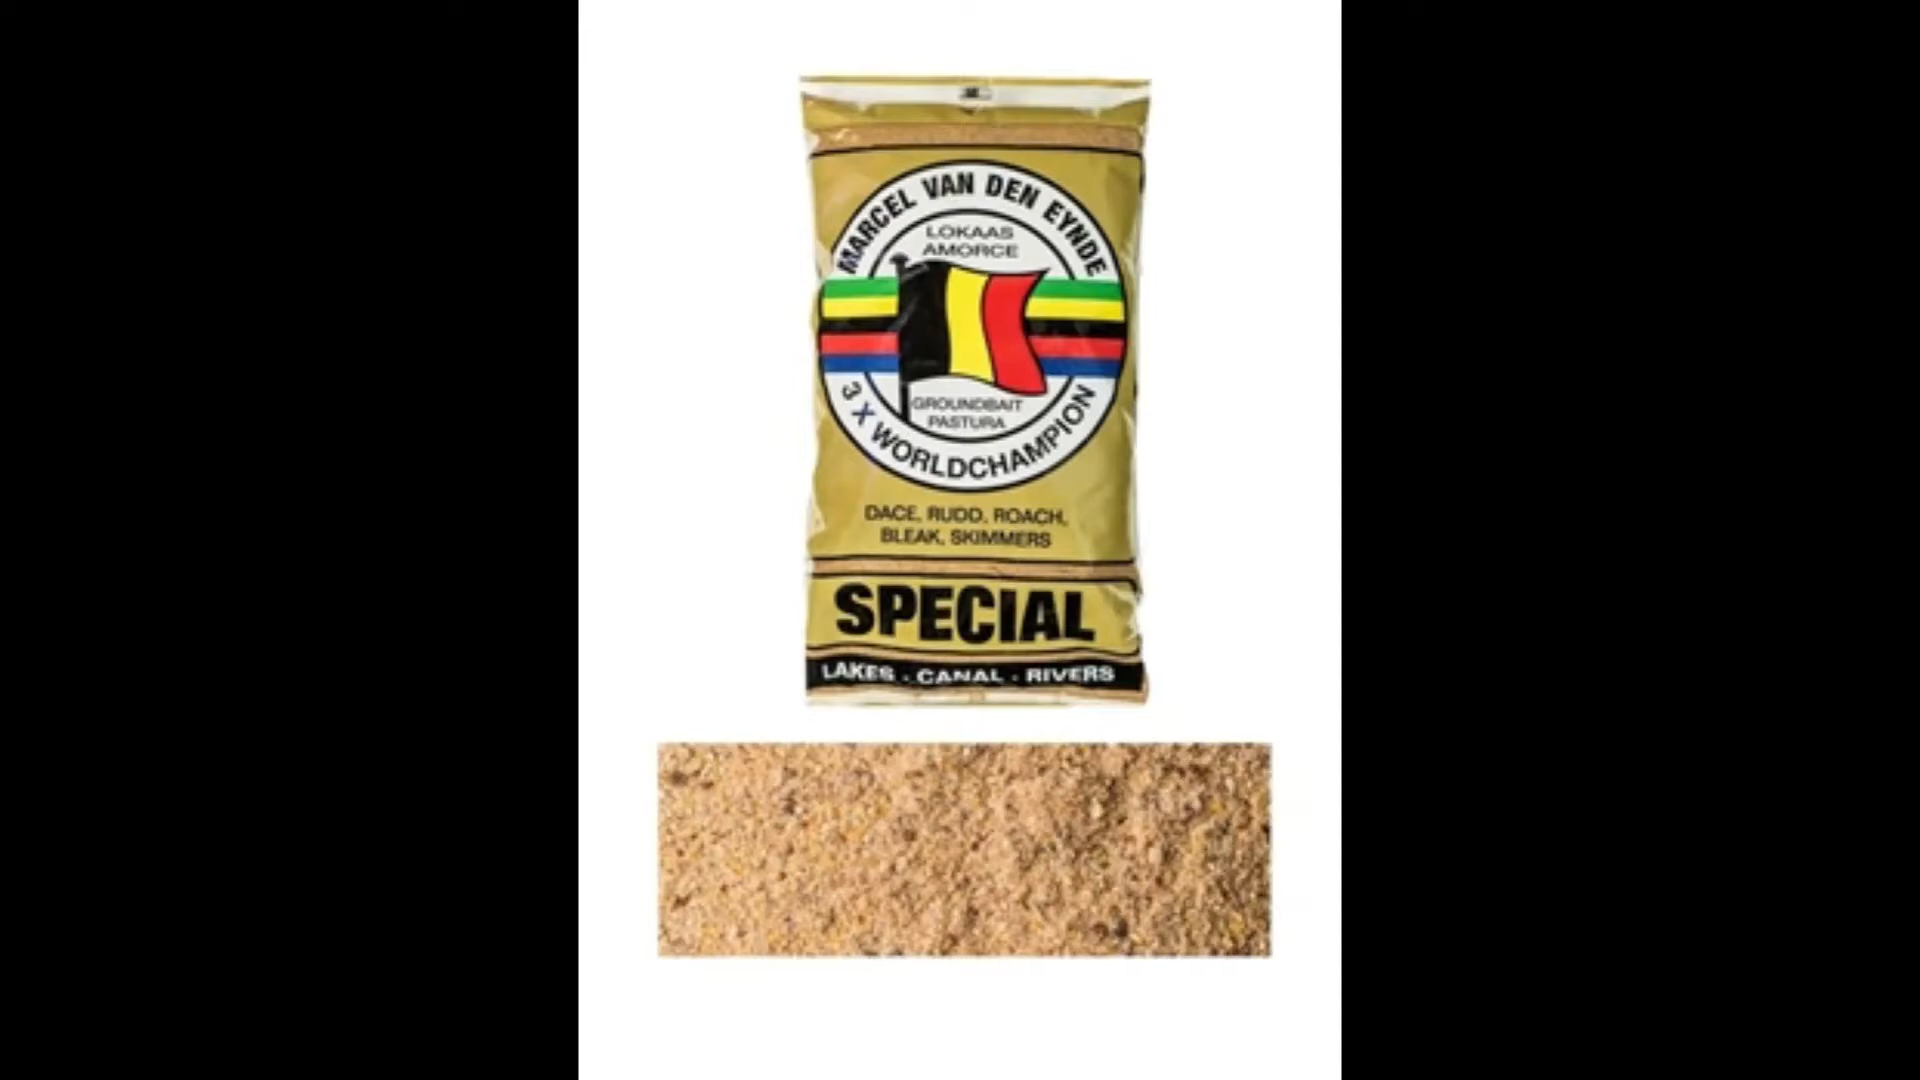 MARCEL VAN DEN EYNDE
LOKAAS
AMORCE
GROUNDBAIT
PASTURA
3 X WORLDCHAMPION
DACE, RUDD, ROACH,
BLEAK, SKIMMERS
SPECIAL
LAKES - CANAL - RIVERS